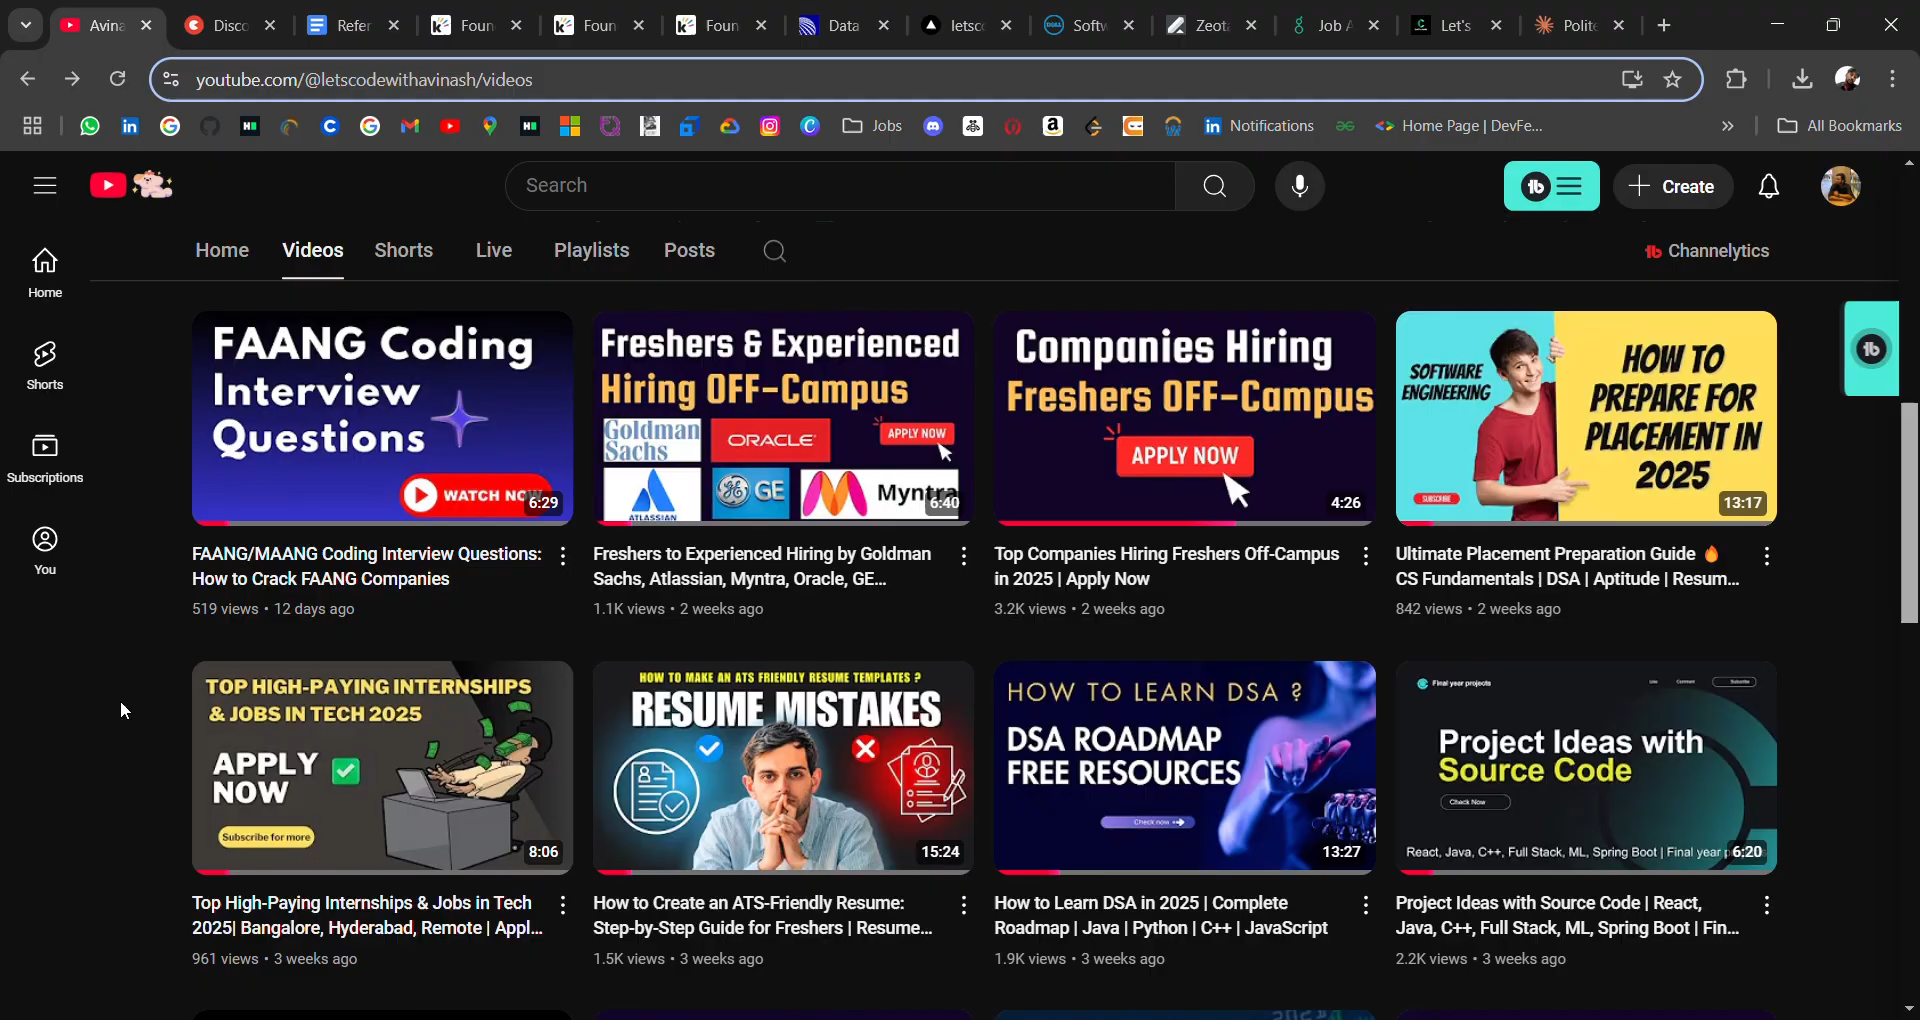 Avina
Disco
Refer
Foun
Foun
Foun
Data
letsco
Softw
Zeota
Job A
Let's
Polite
youtube.com/@letscodewithavinash/videos
Jobs
Notifications
Home Page | DevFe...
All Bookmarks
Search
Create
Home
Videos
Shorts
Live
Playlists
Posts
Channelytics
Home
Shorts
Subscriptions
You
FAANG Coding
Interview
Questions
WATCH NOW
6:29
FAANG/MAANG Coding Interview Questions:
How to Crack FAANG Companies
519 views • 12 days ago
Freshers & Experienced
Hiring OFF-Campus
Goldman
Sachs
ORACLE
APPLY NOW
ATLASSIAN
GE
Myntra
6:40
Freshers to Experienced Hiring by Goldman
Sachs, Atlassian, Myntra, Oracle, GE...
1.1K views • 2 weeks ago
Companies Hiring
Freshers OFF-Campus
APPLY NOW
4:26
Top Companies Hiring Freshers Off-Campus
in 2025 | Apply Now
3.2K views • 2 weeks ago
SOFTWARE
ENGINEERING
HOW TO
PREPARE FOR
PLACEMENT IN
2025
SUBSCRIBE
13:17
Ultimate Placement Preparation Guide 🔥
CS Fundamentals | DSA | Aptitude | Resum...
842 views • 2 weeks ago
TOP HIGH-PAYING INTERNSHIPS
& JOBS IN TECH 2025
APPLY
NOW
Subscribe for more
8:06
Top High-Paying Internships & Jobs in Tech
2025| Bangalore, Hyderabad, Remote | Appl...
961 views • 3 weeks ago
HOW TO MAKE AN ATS FRIENDLY RESUME TEMPLATES ?
RESUME MISTAKES
15:24
How to Create an ATS-Friendly Resume:
Step-by-Step Guide for Freshers | Resume...
1.5K views • 3 weeks ago
HOW TO LEARN DSA ?
DSA ROADMAP
FREE RESOURCES
Check now
13:27
How to Learn DSA in 2025 | Complete
Roadmap | Java | Python | C++ | JavaScript
1.9K views • 3 weeks ago
Final year projects
Project Ideas with
Source Code
Check Now
React, Java, C++, Full Stack, ML, Spring Boot | Final year
6:20
Project Ideas with Source Code | React,
Java, C++, Full Stack, ML, Spring Boot | Fin...
2.2K views • 3 weeks ago